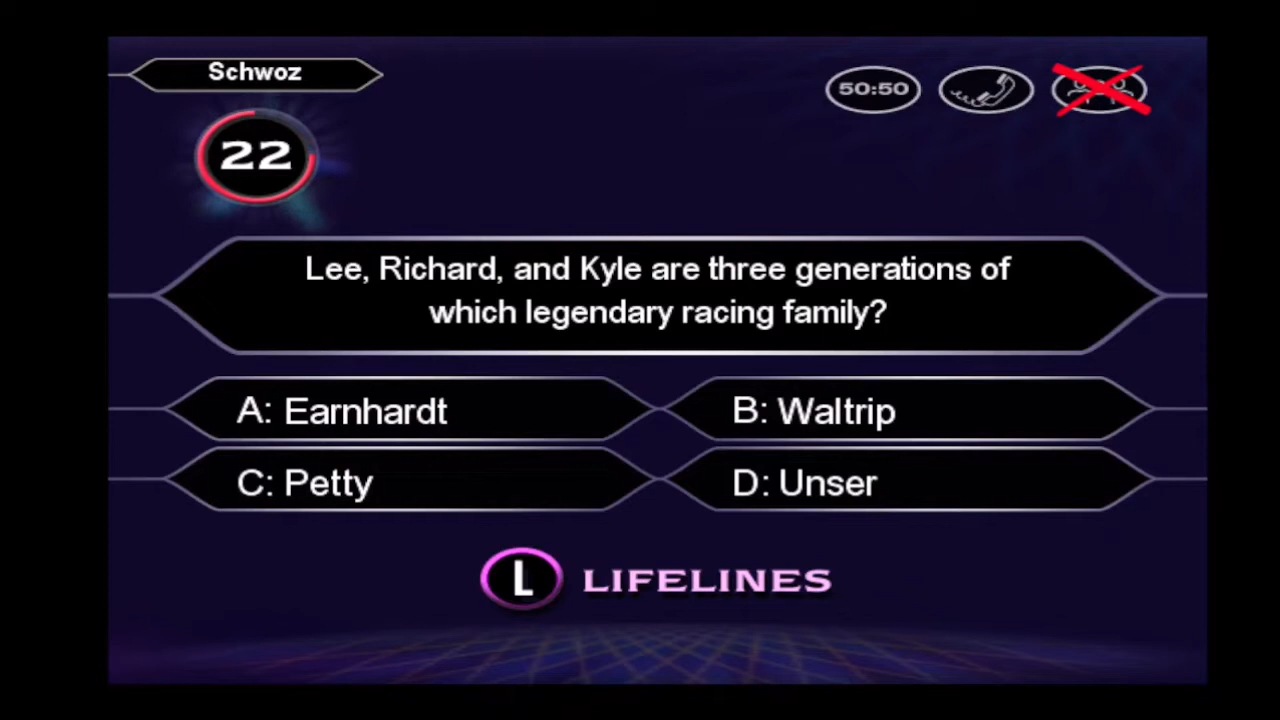 Schwoz
50:50
22
Lee, Richard, and Kyle are three generations of
which legendary racing family?
A: Earnhardt
B: Waltrip
C: Petty
D: Unser
L LIFELINES